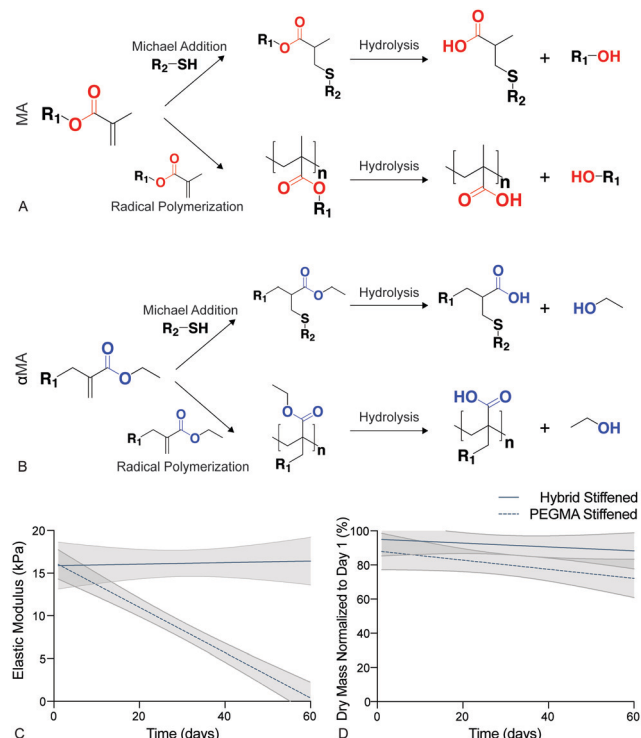 MA
R1
O
O
Michael Addition
R2–SH
R1
O
O
S
R2
Hydrolysis
HO
O
S
R2
+
R1–OH
R1
O
O
Radical Polymerization
n
O
O
R1
Hydrolysis
n
O
OH
+
HO–R1
A
αMA
R1
O
O
Michael Addition
R2–SH
R1
O
O
S
R2
Hydrolysis
R1
O
OH
S
R2
+
HO
R1
O
O
Radical Polymerization
O
O
n
R1
Hydrolysis
HO
O
n
R1
+
OH
B
Hybrid Stiffened
PEGMA Stiffened
Elastic Modulus (kPa)
20
15
10
5
0
0 20 40 60
Time (days)
C
Dry Mass Normalized to Day 1 (%)
100
80
60
40
20
0
0 20 40 60
Time (days)
D